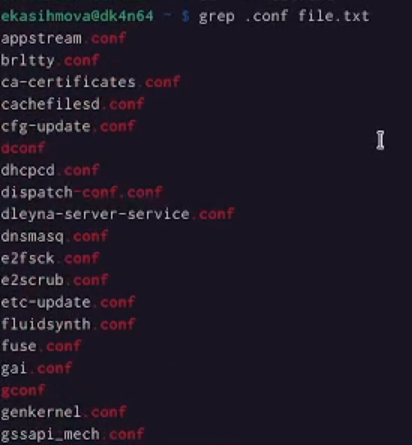 ekasihmova@dk4n64 ~ $ grep .conf file.txt
appstream.conf
brltty.conf
ca-certificates.conf
cachefilesd.conf
cfg-update.conf
dconf
dhcpcd.conf
dispatch-conf.conf
dleyna-server-service.conf
dnsmasq.conf
e2fsck.conf
e2scrub.conf
etc-update.conf
fluidsynth.conf
fuse.conf
gai.conf
gconf
genkernel.conf
gssapi_mech.conf